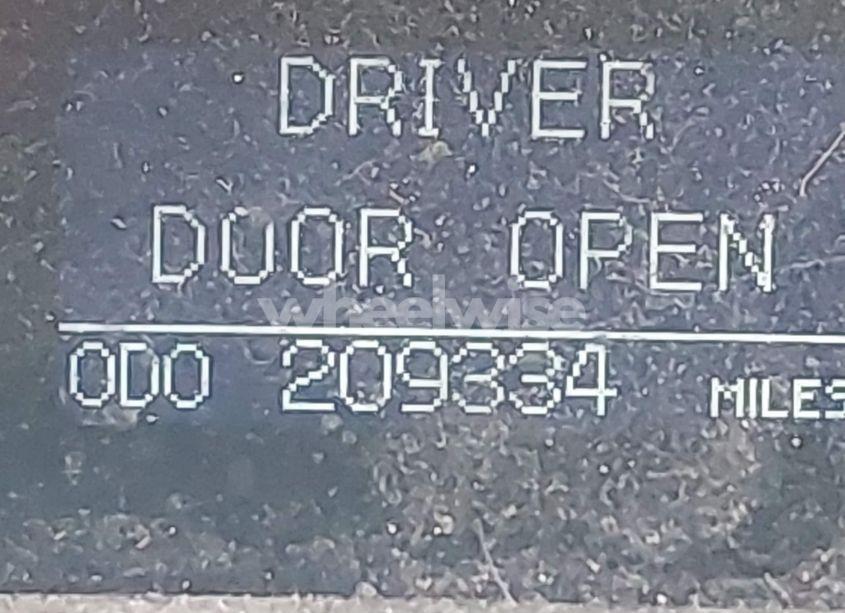 DRIVER
DOOR OPEN
wheelwise
ODO 209334 MILES